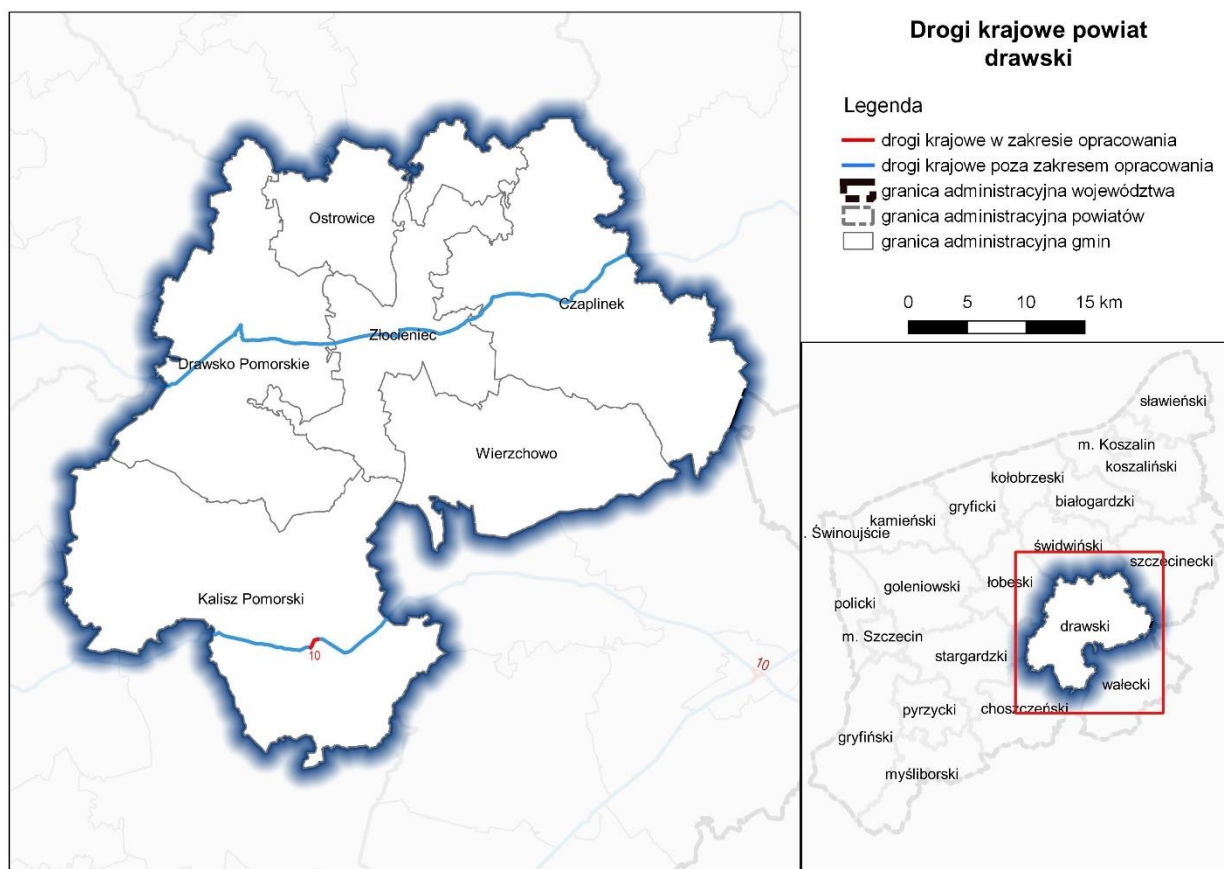 Drogi krajowe powiat
drawski
Legenda
drogi krajowe w zakresie opracowania
drogi krajowe poza zakresem opracowania
granica administracyjna województwa
granica administracyjna powiatów
granica administracyjna gmin
0 5 10 15 km
Ostrowice
Czaplinek
Złocieniec
Drawsko Pomorskie
Wierzchowo
Kalisz Pomorski
10
10
sławieński
m. Koszalin
koszaliński
kołobrzeski
białogardzki
gryficki
kamieński
. Świnoujście
świdwiński
szczecinecki
łobeski
goleniowski
policki
drawski
m. Szczecin
stargardzki
wałecki
choszczeński
pyrzycki
gryfiński
myśliborski